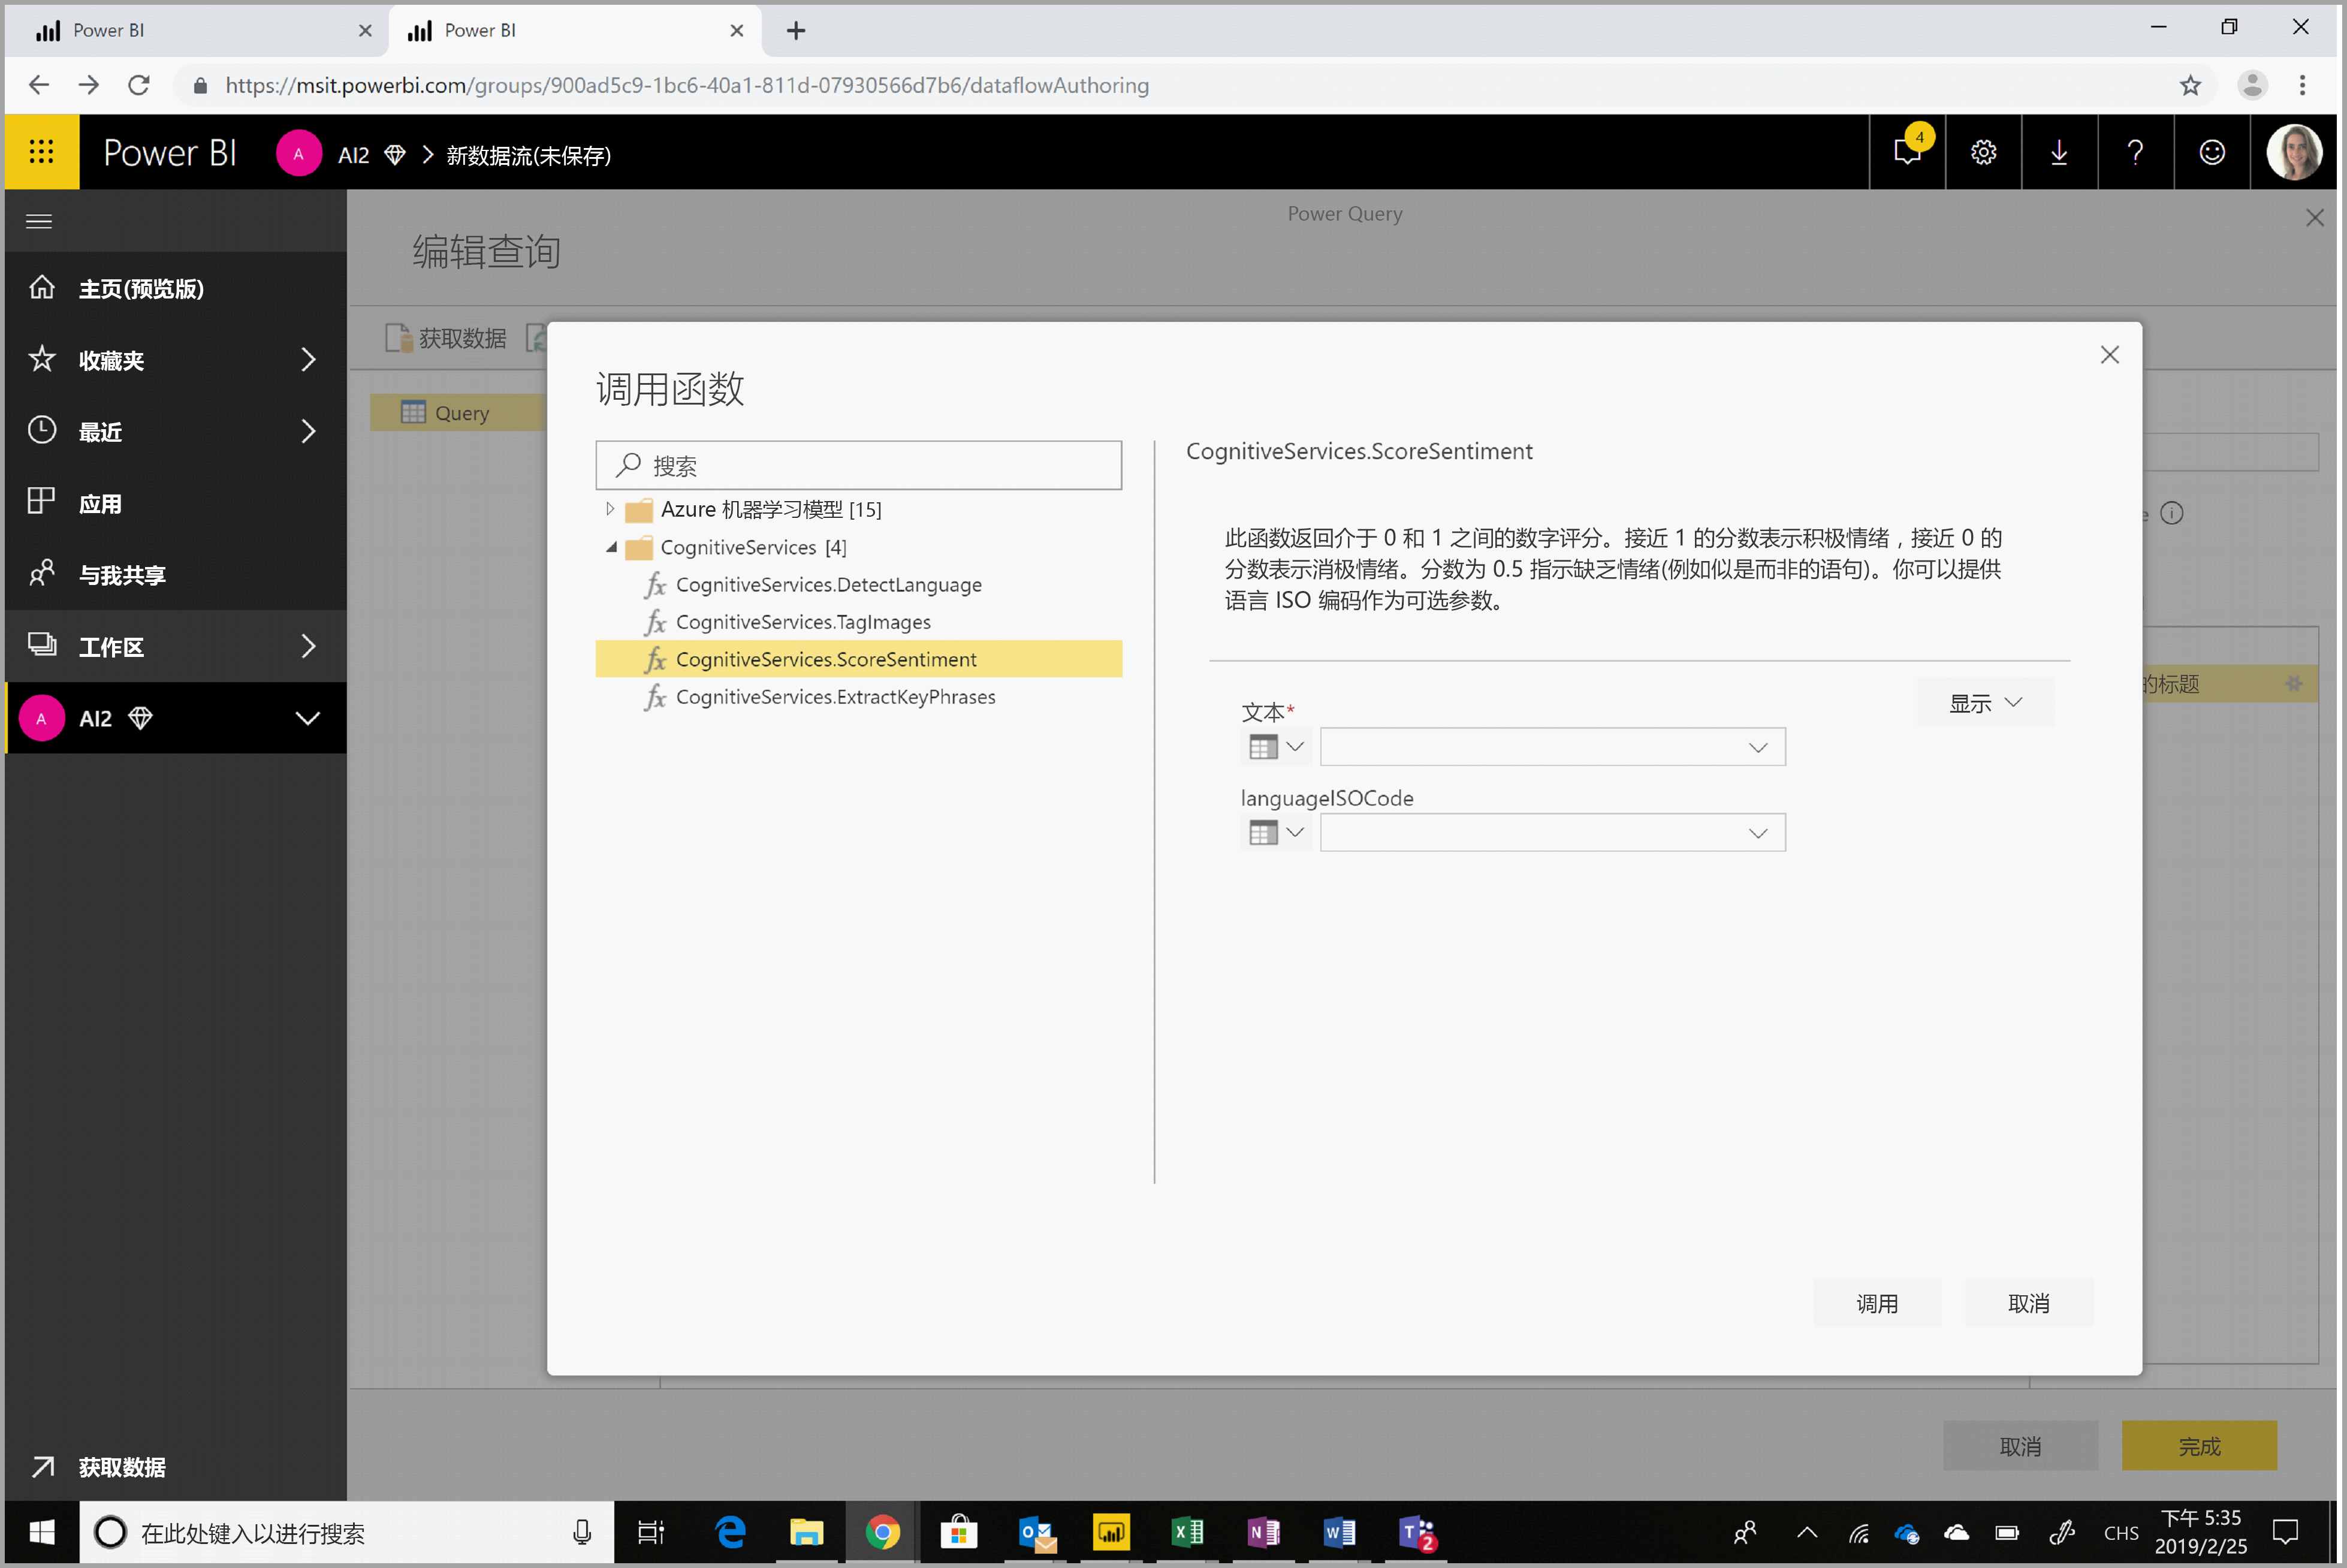 Power BI
Power BI
https://msit.powerbi.com/groups/900ad5c9-1bc6-40a1-811d-07930566d7b6/dataflowAuthoring
Power BI A AI2 > 新数据流(未保存)
4
?
Power Query
编辑查询
主页(预览版)
收藏夹
最近
应用
与我共享
工作区
A AI2
获取数据
获取数据
Query
调用函数
搜索
Azure 机器学习模型 [15]
CognitiveServices [4]
fx CognitiveServices.DetectLanguage
fx CognitiveServices.TagImages
fx CognitiveServices.ScoreSentiment
fx CognitiveServices.ExtractKeyPhrases
CognitiveServices.ScoreSentiment
此函数返回介于 0 和 1 之间的数字评分。接近 1 的分数表示积极情绪，接近 0 的
分数表示消极情绪。分数为 0.5 指示缺乏情绪(例如似是而非的语句)。你可以提供
语言 ISO 编码作为可选参数。
显示
文本*
languageISOCode
调用
取消
e
的标题
取消
完成
在此处键入以进行搜索
2
CHS
下午 5:35
2019/2/25